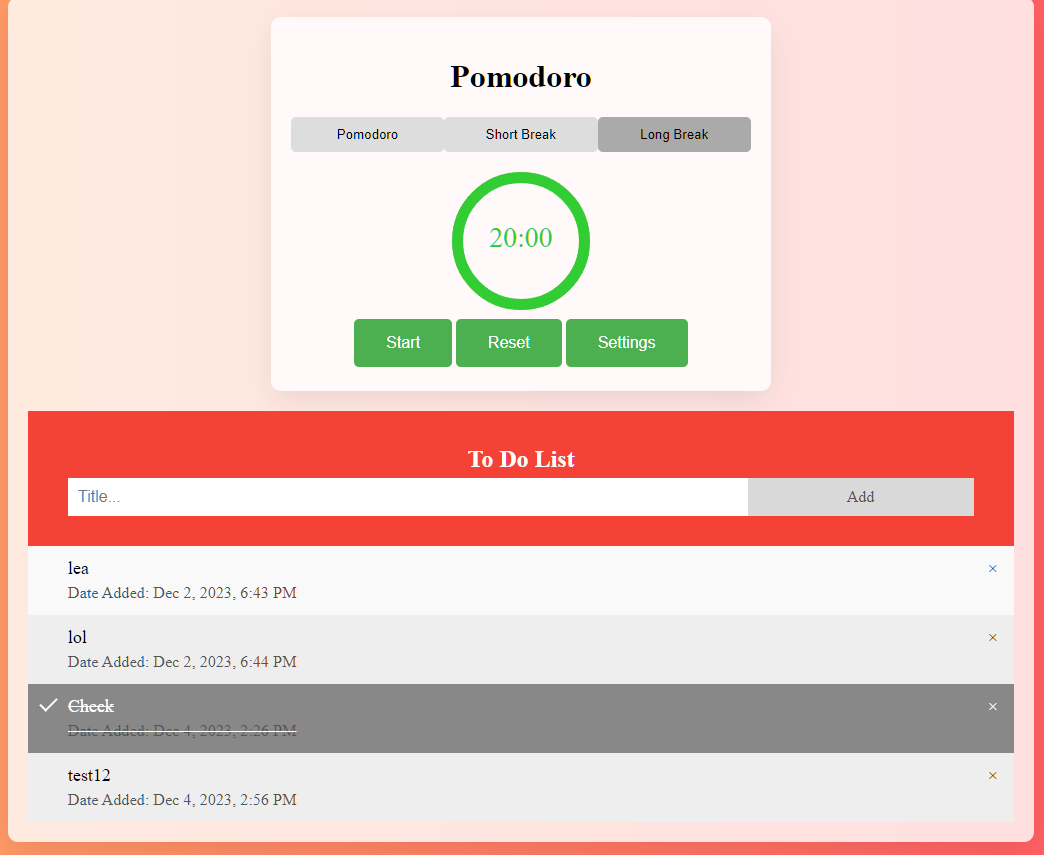 Pomodoro
Pomodoro Short Break Long Break
20:00
Start Reset Settings
To Do List
Title... Add
lea ×
Date Added: Dec 2, 2023, 6:43 PM
lol ×
Date Added: Dec 2, 2023, 6:44 PM
Check ×
Date Added: Dec 4, 2023, 2:26 PM
test12 ×
Date Added: Dec 4, 2023, 2:56 PM